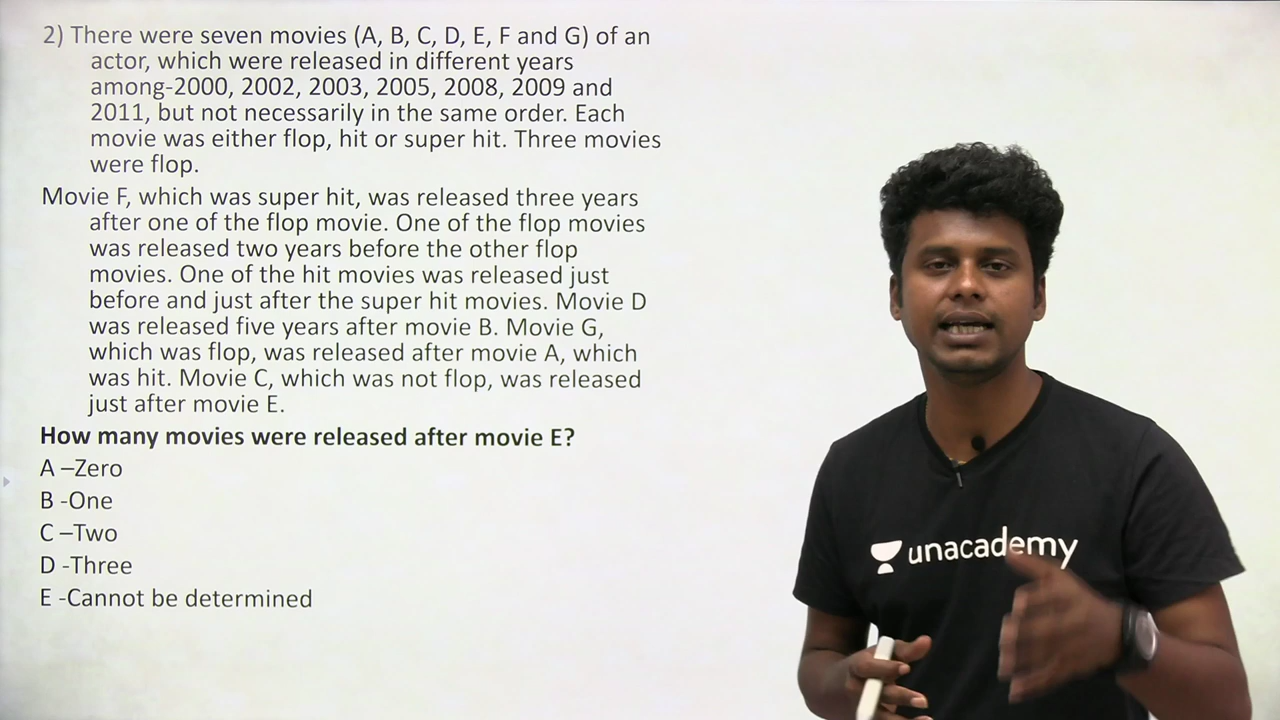 2) There were seven movies (A, B, C, D, E, F and G) of an
actor, which were released in different years
among-2000, 2002, 2003, 2005, 2008, 2009 and
2011, but not necessarily in the same order. Each
movie was either flop, hit or super hit. Three movies
were flop.
Movie F, which was super hit, was released three years
after one of the flop movie. One of the flop movies
was released two years before the other flop
movies. One of the hit movies was released just
before and just after the super hit movies. Movie D
was released five years after movie B. Movie G,
which was flop, was released after movie A, which
was hit. Movie C, which was not flop, was released
just after movie E.
How many movies were released after movie E?
A –Zero
B -One
C –Two
D -Three
E -Cannot be determined
unacademy